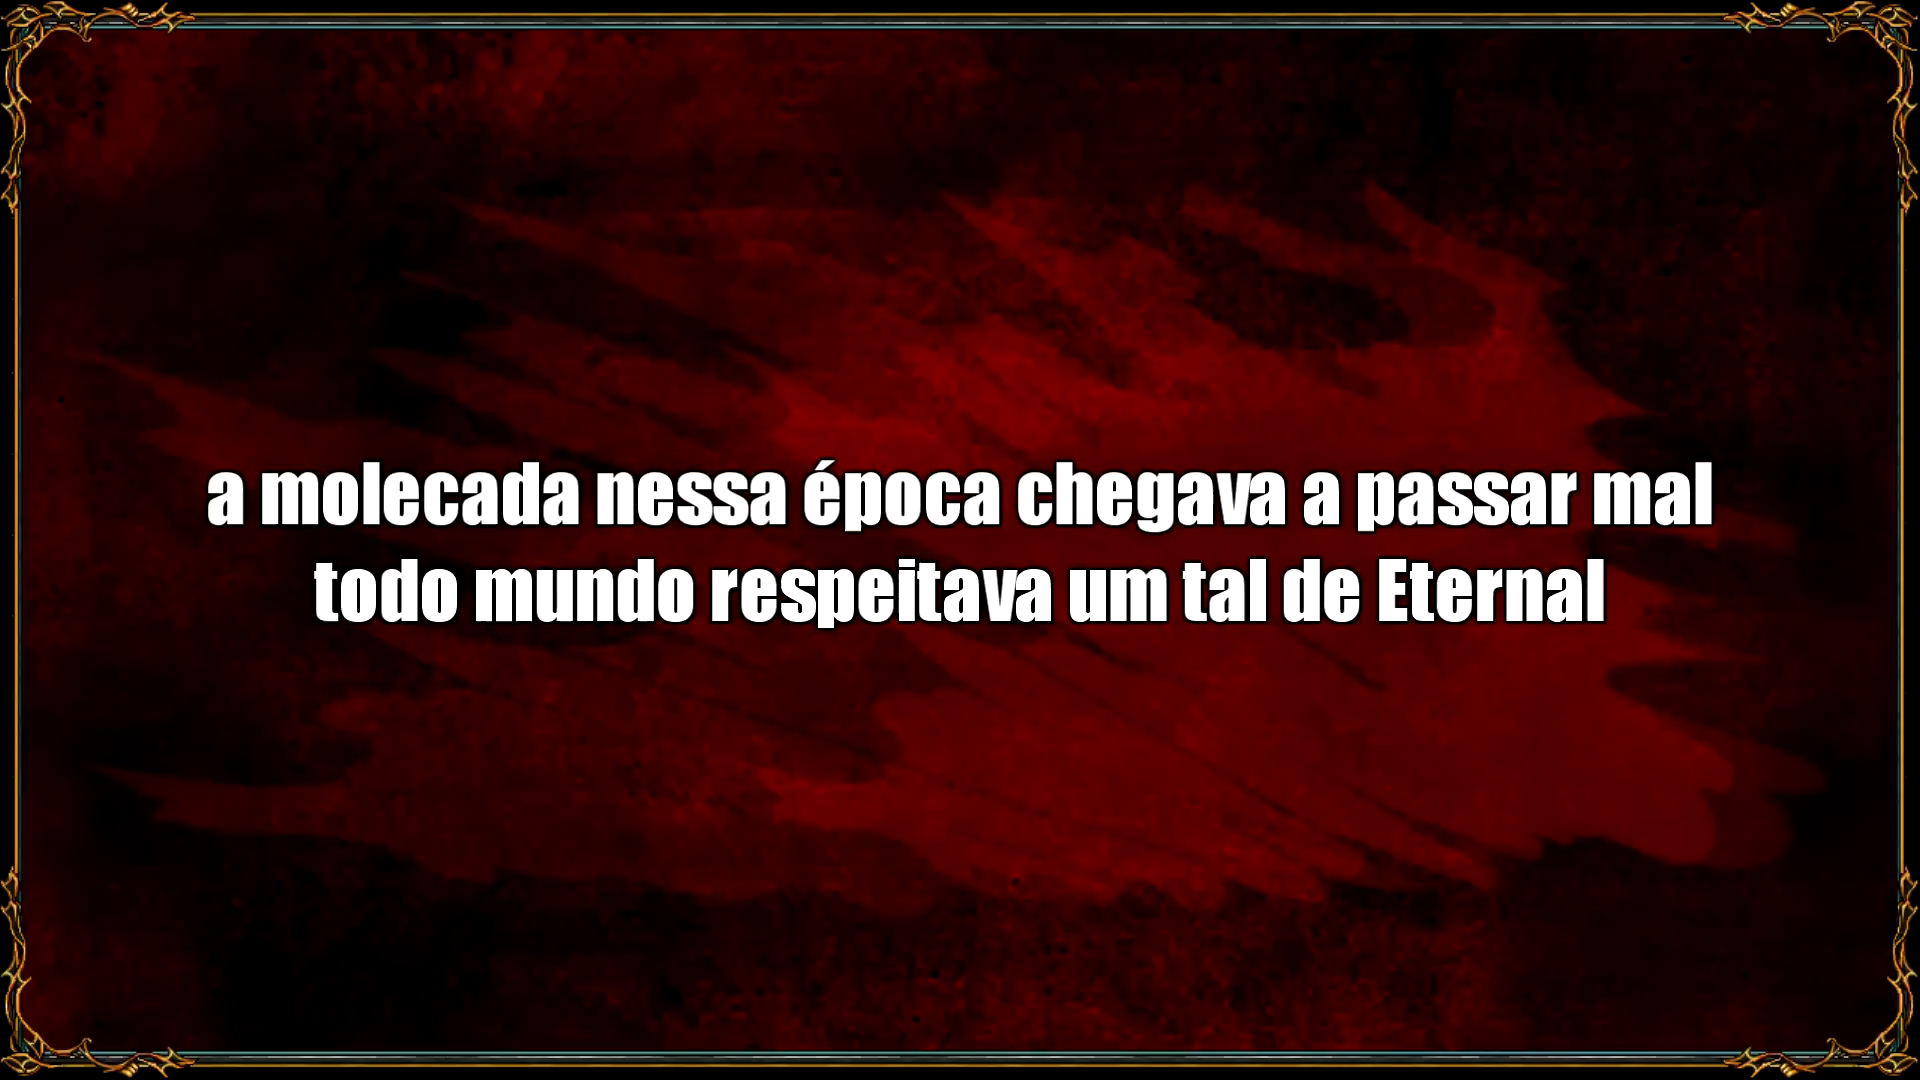 a molecada nessa época chegava a passar mal
todo mundo respeitava um tal de Eternal